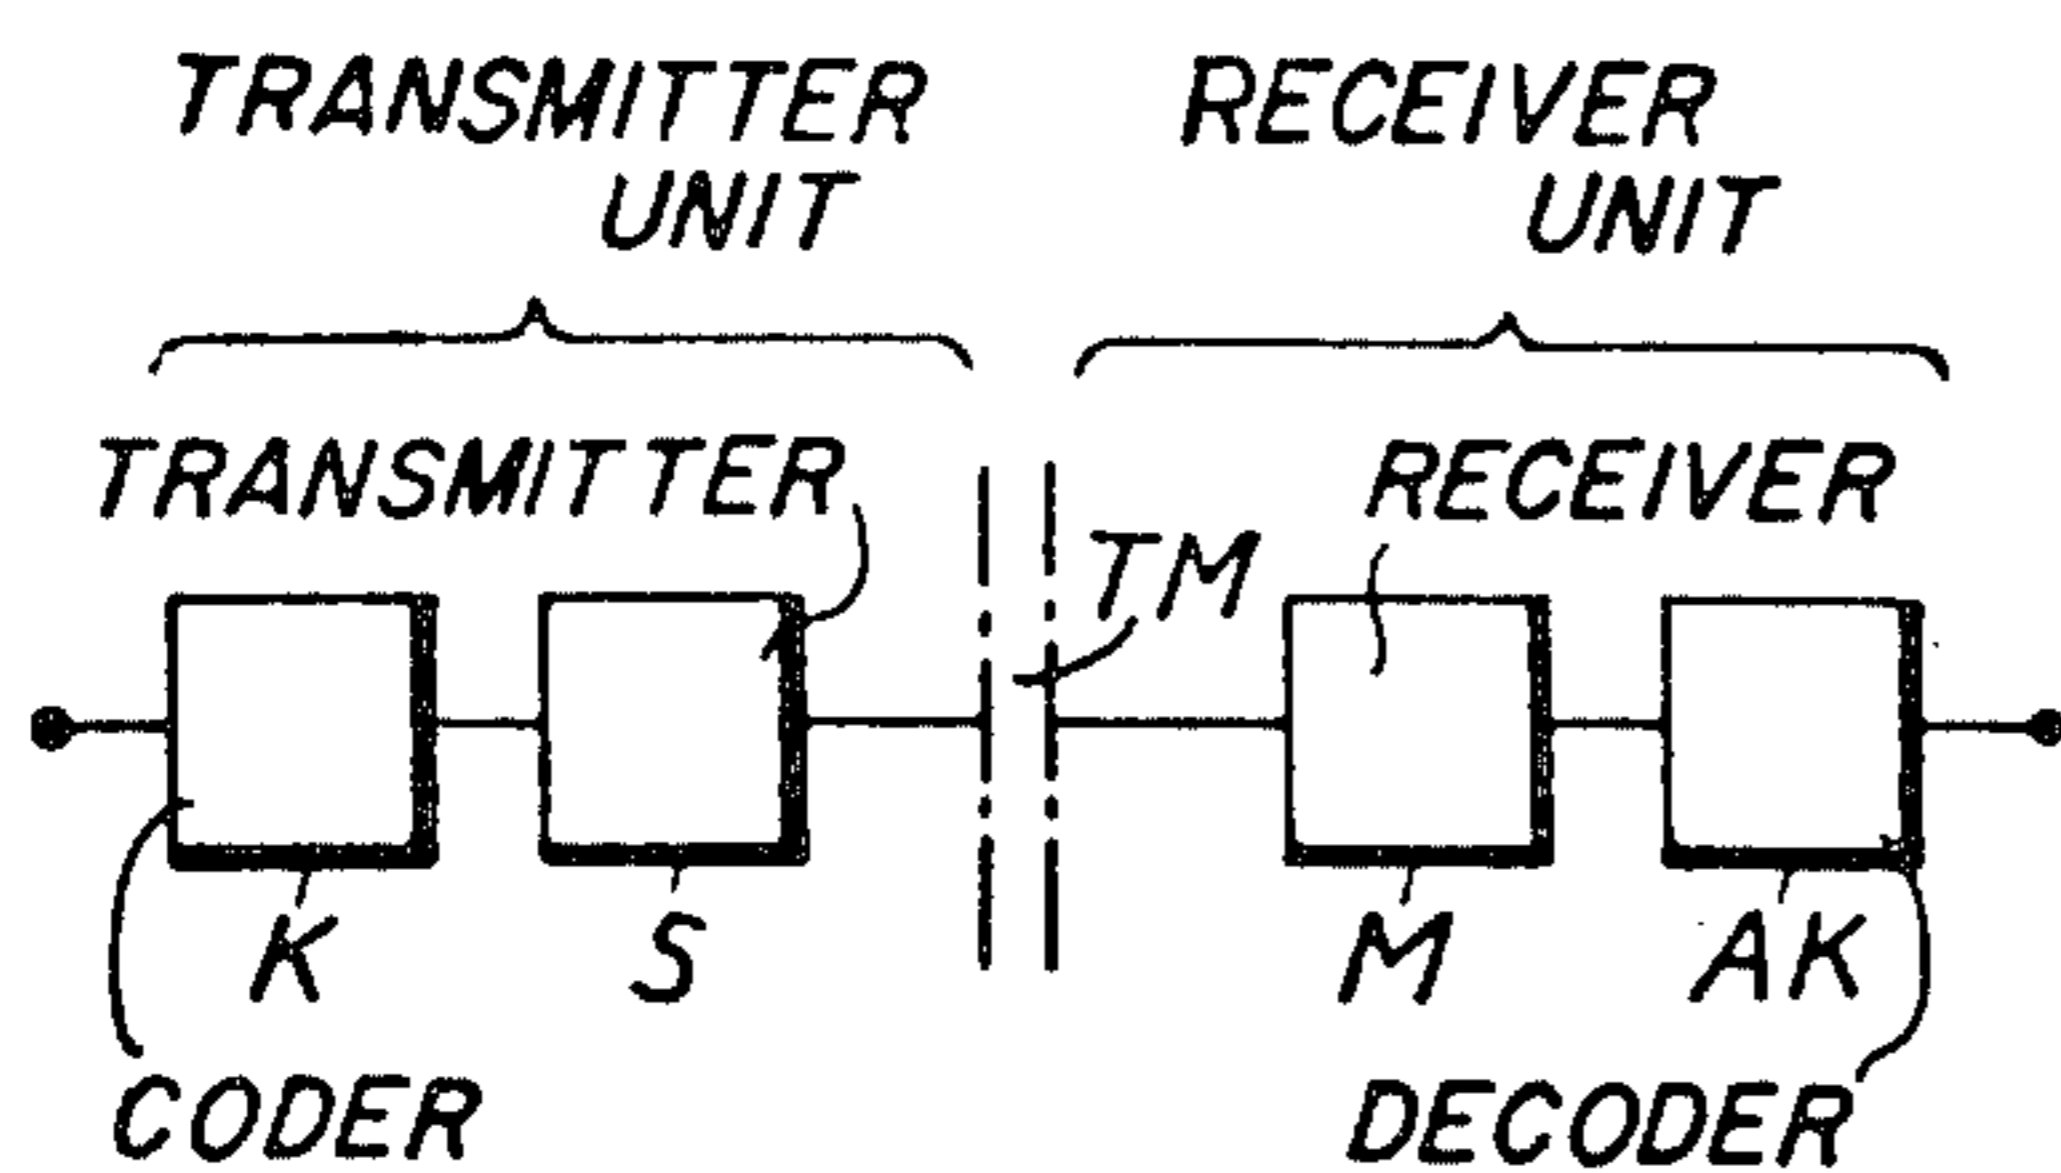 TRANSMITTER
UNIT
RECEIVER
UNIT
TRANSMITTER
RECEIVER
TM
K
S
M
AK
CODER
DECODER